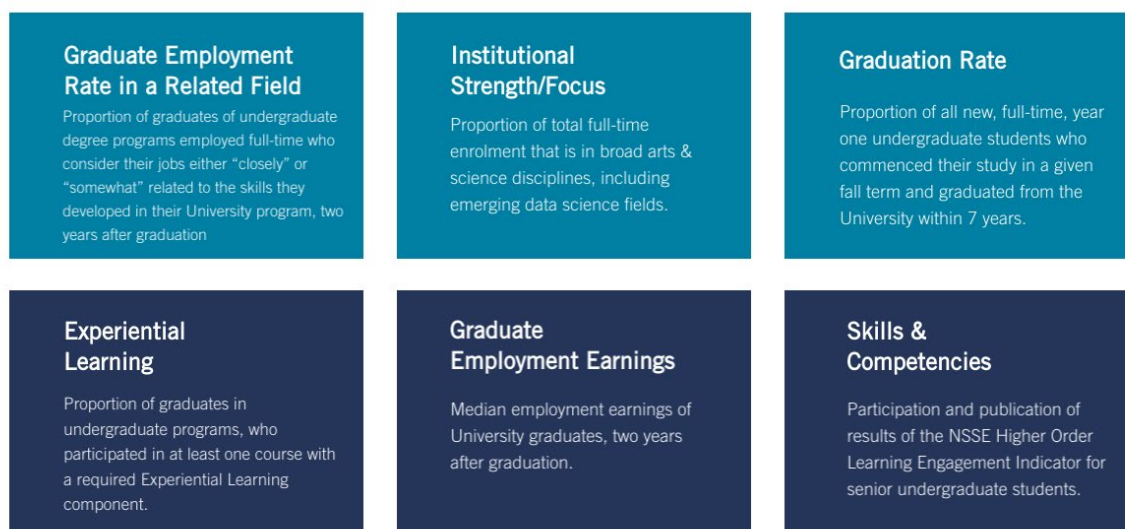 Graduate Employment
Rate in a Related Field
Proportion of graduates of undergraduate
degree programs employed full-time who
consider their jobs either “closely” or
“somewhat” related to the skills they
developed in their University program, two
years after graduation
Institutional
Strength/Focus
Proportion of total full-time
enrolment that is in broad arts &
science disciplines, including
emerging data science fields.
Graduation Rate
Proportion of all new, full-time, year
one undergraduate students who
commenced their study in a given
fall term and graduated from the
University within 7 years.
Experiential
Learning
Proportion of graduates in
undergraduate programs, who
participated in at least one course with
a required Experiential Learning
component.
Graduate
Employment Earnings
Median employment earnings of
University graduates, two years
after graduation.
Skills &
Competencies
Participation and publication of
results of the NSSE Higher Order
Learning Engagement Indicator for
senior undergraduate students.